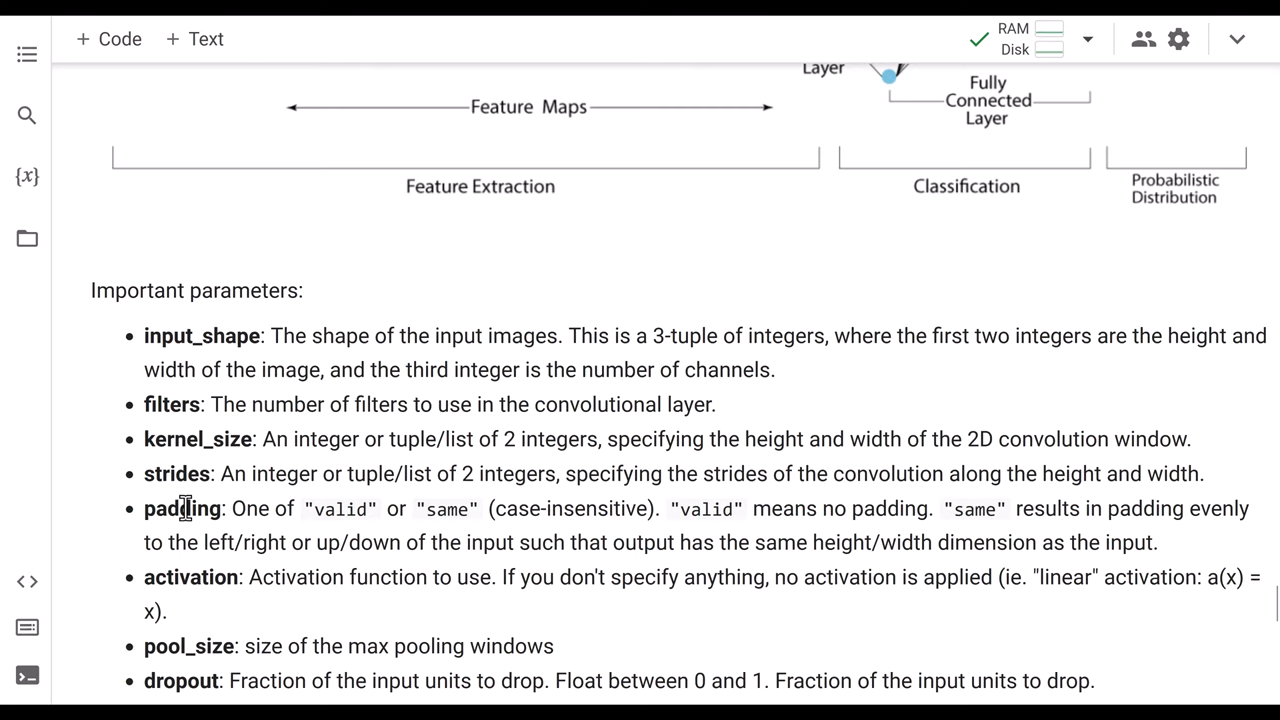 + Code + Text
RAM
Disk
Layer
Fully
Connected
Layer
Feature Maps
Feature Extraction
Classification
Probabilistic
Distribution
{x}
Important parameters:
• input_shape: The shape of the input images. This is a 3-tuple of integers, where the first two integers are the height and
width of the image, and the third integer is the number of channels.
• filters: The number of filters to use in the convolutional layer.
• kernel_size: An integer or tuple/list of 2 integers, specifying the height and width of the 2D convolution window.
• strides: An integer or tuple/list of 2 integers, specifying the strides of the convolution along the height and width.
• padding: One of "valid" or "same" (case-insensitive). "valid" means no padding. "same" results in padding evenly
to the left/right or up/down of the input such that output has the same height/width dimension as the input.
• activation: Activation function to use. If you don't specify anything, no activation is applied (ie. "linear" activation: a(x) =
x).
• pool_size: size of the max pooling windows
• dropout: Fraction of the input units to drop. Float between 0 and 1. Fraction of the input units to drop.